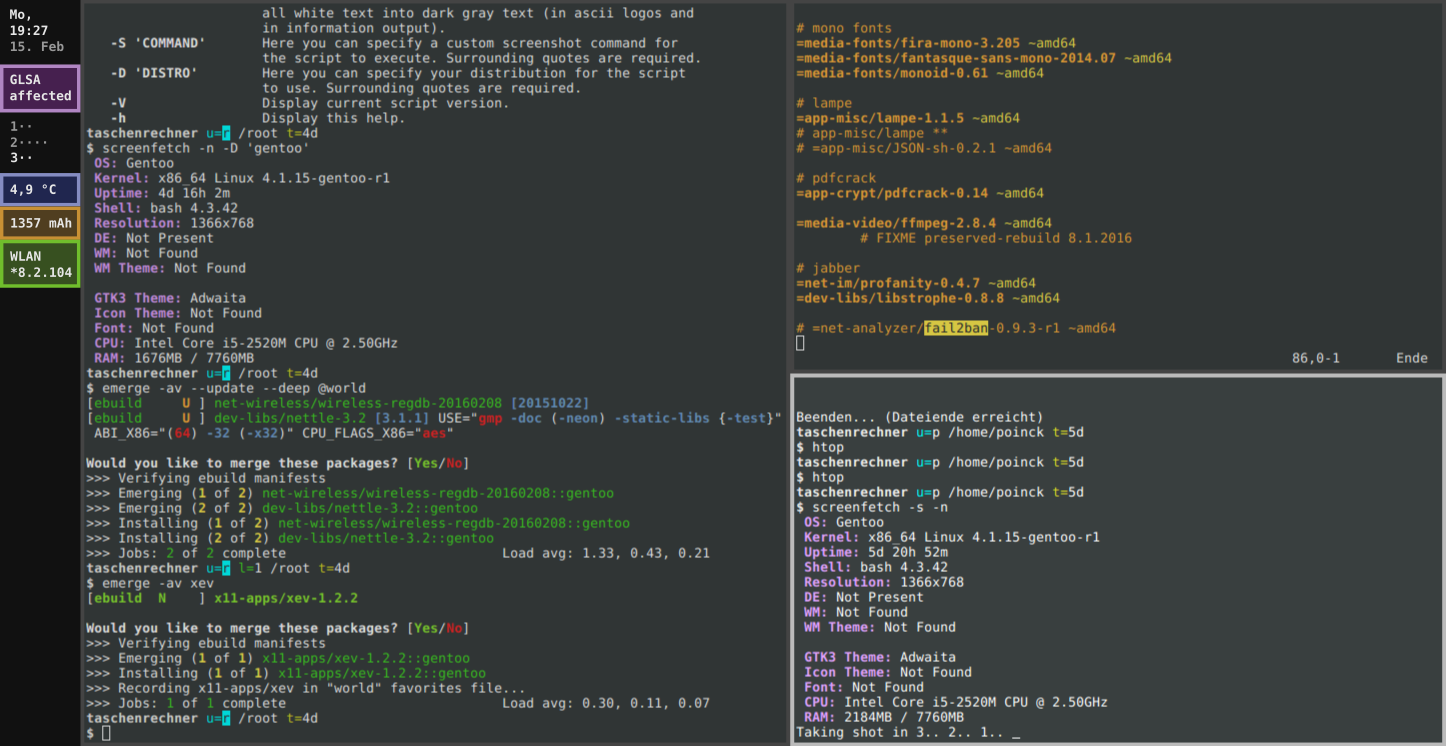 Mo,
19:27
15. Feb
GLSA
affected
1··
2····
3··
4,9 °C
1357 mAh
WLAN
*8.2.104
all white text into dark gray text (in ascii logos and
in information output).
-S 'COMMAND' Here you can specify a custom screenshot command for
the script to execute. Surrounding quotes are required.
-D 'DISTRO' Here you can specify your distribution for the script
to use. Surrounding quotes are required.
-V Display current script version.
-h Display this help.
taschenrechner u=r /root t=4d
$ screenfetch -n -D 'gentoo'
OS: Gentoo
Kernel: x86_64 Linux 4.1.15-gentoo-r1
Uptime: 4d 16h 2m
Shell: bash 4.3.42
Resolution: 1366x768
DE: Not Present
WM: Not Found
WM Theme: Not Found
GTK3 Theme: Adwaita
Icon Theme: Not Found
Font: Not Found
CPU: Intel Core i5-2520M CPU @ 2.50GHz
RAM: 1676MB / 7760MB
taschenrechner u=r /root t=4d
$ emerge -av --update --deep @world
[ebuild U ] net-wireless/wireless-regdb-20160208 [20151022]
[ebuild U ] dev-libs/nettle-3.2 [3.1.1] USE="gmp -doc (-neon) -static-libs {-test}"
ABI_X86="(64) -32 (-x32)" CPU_FLAGS_X86="aes"
Would you like to merge these packages? [Yes/No]
>>> Verifying ebuild manifests
>>> Emerging (1 of 2) net-wireless/wireless-regdb-20160208::gentoo
>>> Emerging (2 of 2) dev-libs/nettle-3.2::gentoo
>>> Installing (1 of 2) net-wireless/wireless-regdb-20160208::gentoo
>>> Installing (2 of 2) dev-libs/nettle-3.2::gentoo
>>> Jobs: 2 of 2 complete Load avg: 1.33, 0.43, 0.21
taschenrechner u=r l=1 /root t=4d
$ emerge -av xev
[ebuild N ] x11-apps/xev-1.2.2
Would you like to merge these packages? [Yes/No]
>>> Verifying ebuild manifests
>>> Emerging (1 of 1) x11-apps/xev-1.2.2::gentoo
>>> Installing (1 of 1) x11-apps/xev-1.2.2::gentoo
>>> Recording x11-apps/xev in "world" favorites file...
>>> Jobs: 1 of 1 complete Load avg: 0.30, 0.11, 0.07
taschenrechner u=r /root t=4d
$
# mono fonts
=media-fonts/fira-mono-3.205 ~amd64
=media-fonts/fantasque-sans-mono-2014.07 ~amd64
=media-fonts/monoid-0.61 ~amd64
# lampe
=app-misc/lampe-1.1.5 ~amd64
# app-misc/lampe **
# =app-misc/JSON-sh-0.2.1 ~amd64
# pdfcrack
=app-crypt/pdfcrack-0.14 ~amd64
=media-video/ffmpeg-2.8.4 ~amd64
# FIXME preserved-rebuild 8.1.2016
# jabber
=net-im/profanity-0.4.7 ~amd64
=dev-libs/libstrophe-0.8.8 ~amd64
# =net-analyzer/fail2ban-0.9.3-r1 ~amd64
86,0-1 Ende
Beenden... (Dateiende erreicht)
taschenrechner u=p /home/poinck t=5d
$ htop
taschenrechner u=p /home/poinck t=5d
$ htop
taschenrechner u=p /home/poinck t=5d
$ screenfetch -s -n
OS: Gentoo
Kernel: x86_64 Linux 4.1.15-gentoo-r1
Uptime: 5d 20h 52m
Shell: bash 4.3.42
Resolution: 1366x768
DE: Not Present
WM: Not Found
WM Theme: Not Found
GTK3 Theme: Adwaita
Icon Theme: Not Found
Font: Not Found
CPU: Intel Core i5-2520M CPU @ 2.50GHz
RAM: 2184MB / 7760MB
Taking shot in 3.. 2.. 1.. _